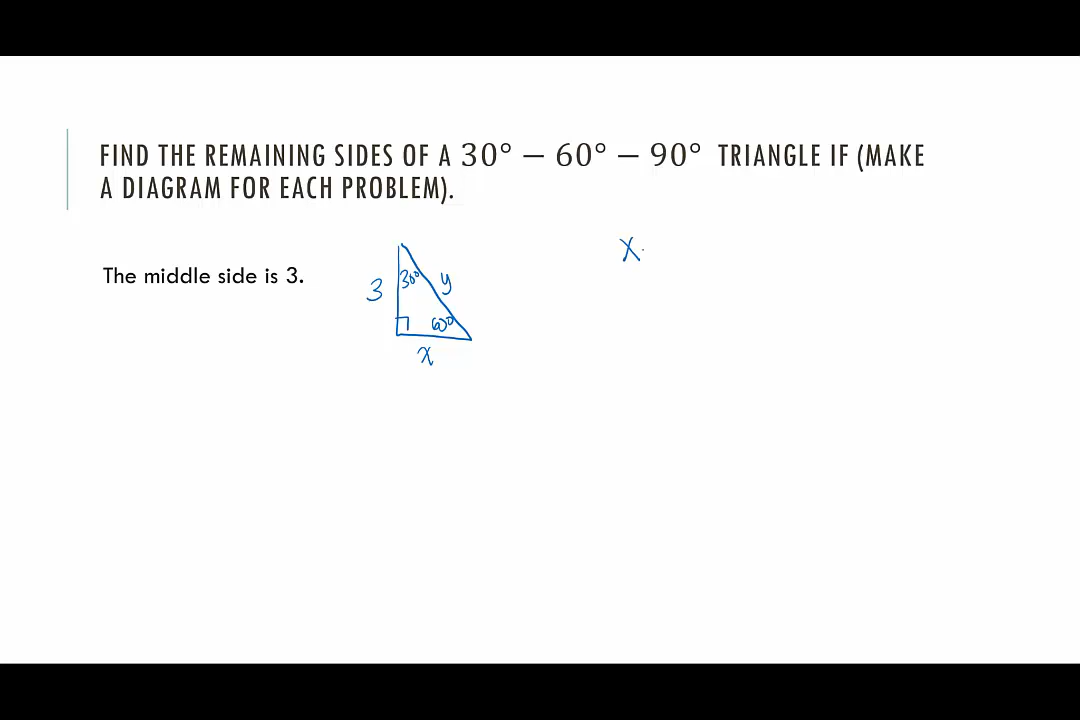 FIND THE REMAINING SIDES OF A 30° − 60° − 90° TRIANGLE IF (MAKE
A DIAGRAM FOR EACH PROBLEM).
x
The middle side is 3.
30°
y
3
60°
x